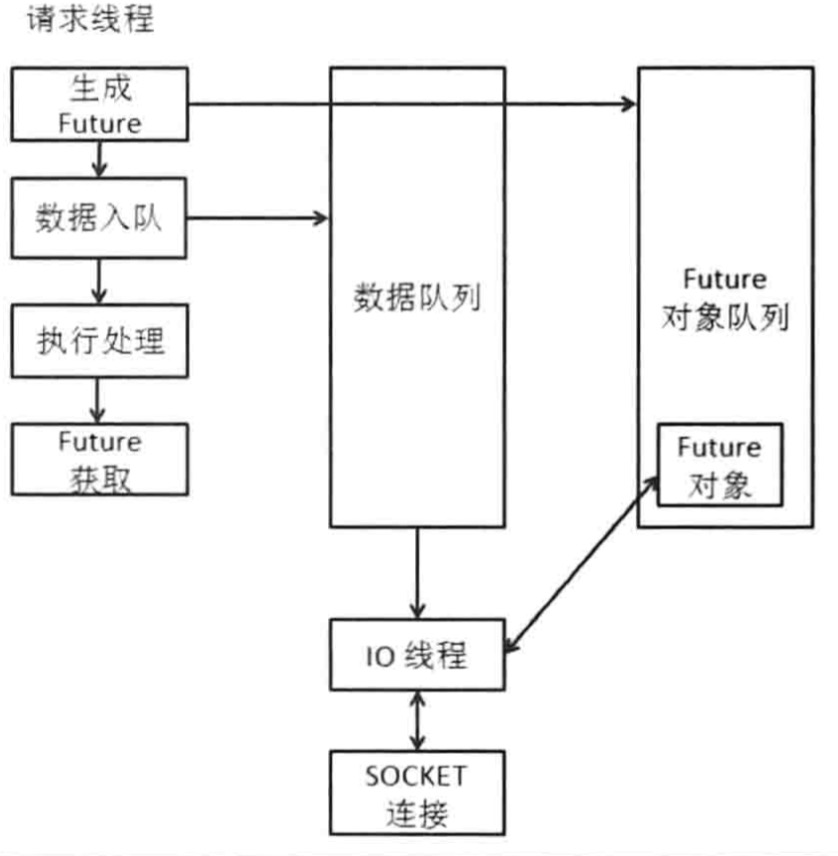 请求线程
生成
Future
数据入队
执行处理
Future
获取
数据队列
Future
对象队列
Future
对象
IO 线程
SOCKET
连接